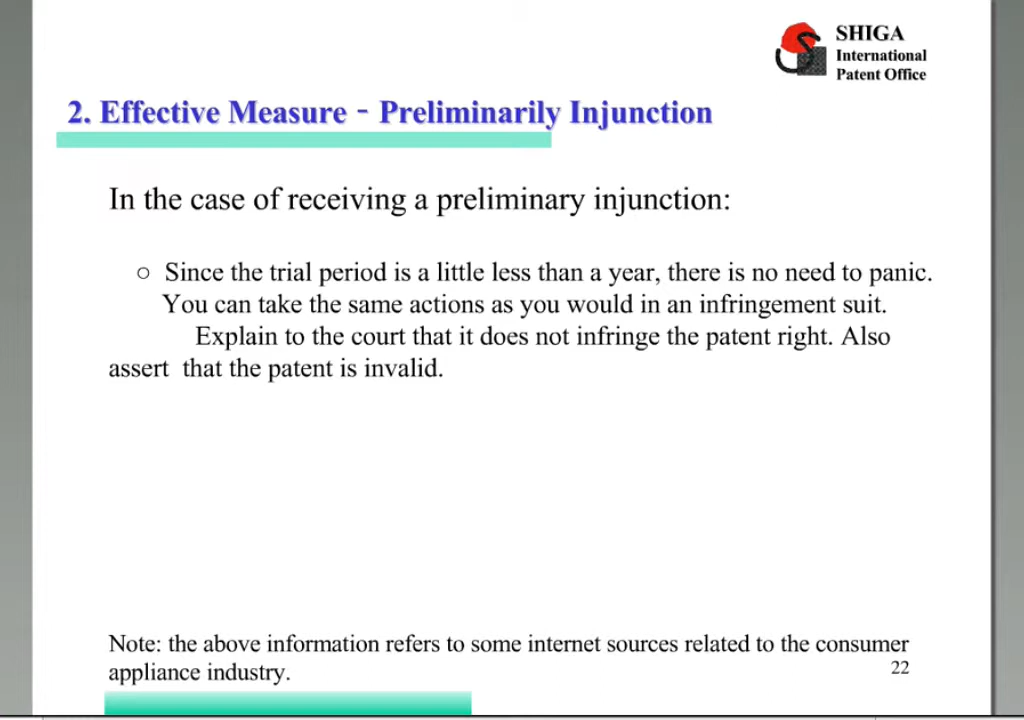 SHIGA
International
Patent Office
2. Effective Measure - Preliminarily Injunction
In the case of receiving a preliminary injunction:
○ Since the trial period is a little less than a year, there is no need to panic.
You can take the same actions as you would in an infringement suit.
Explain to the court that it does not infringe the patent right. Also
assert that the patent is invalid.
Note: the above information refers to some internet sources related to the consumer
appliance industry.
22